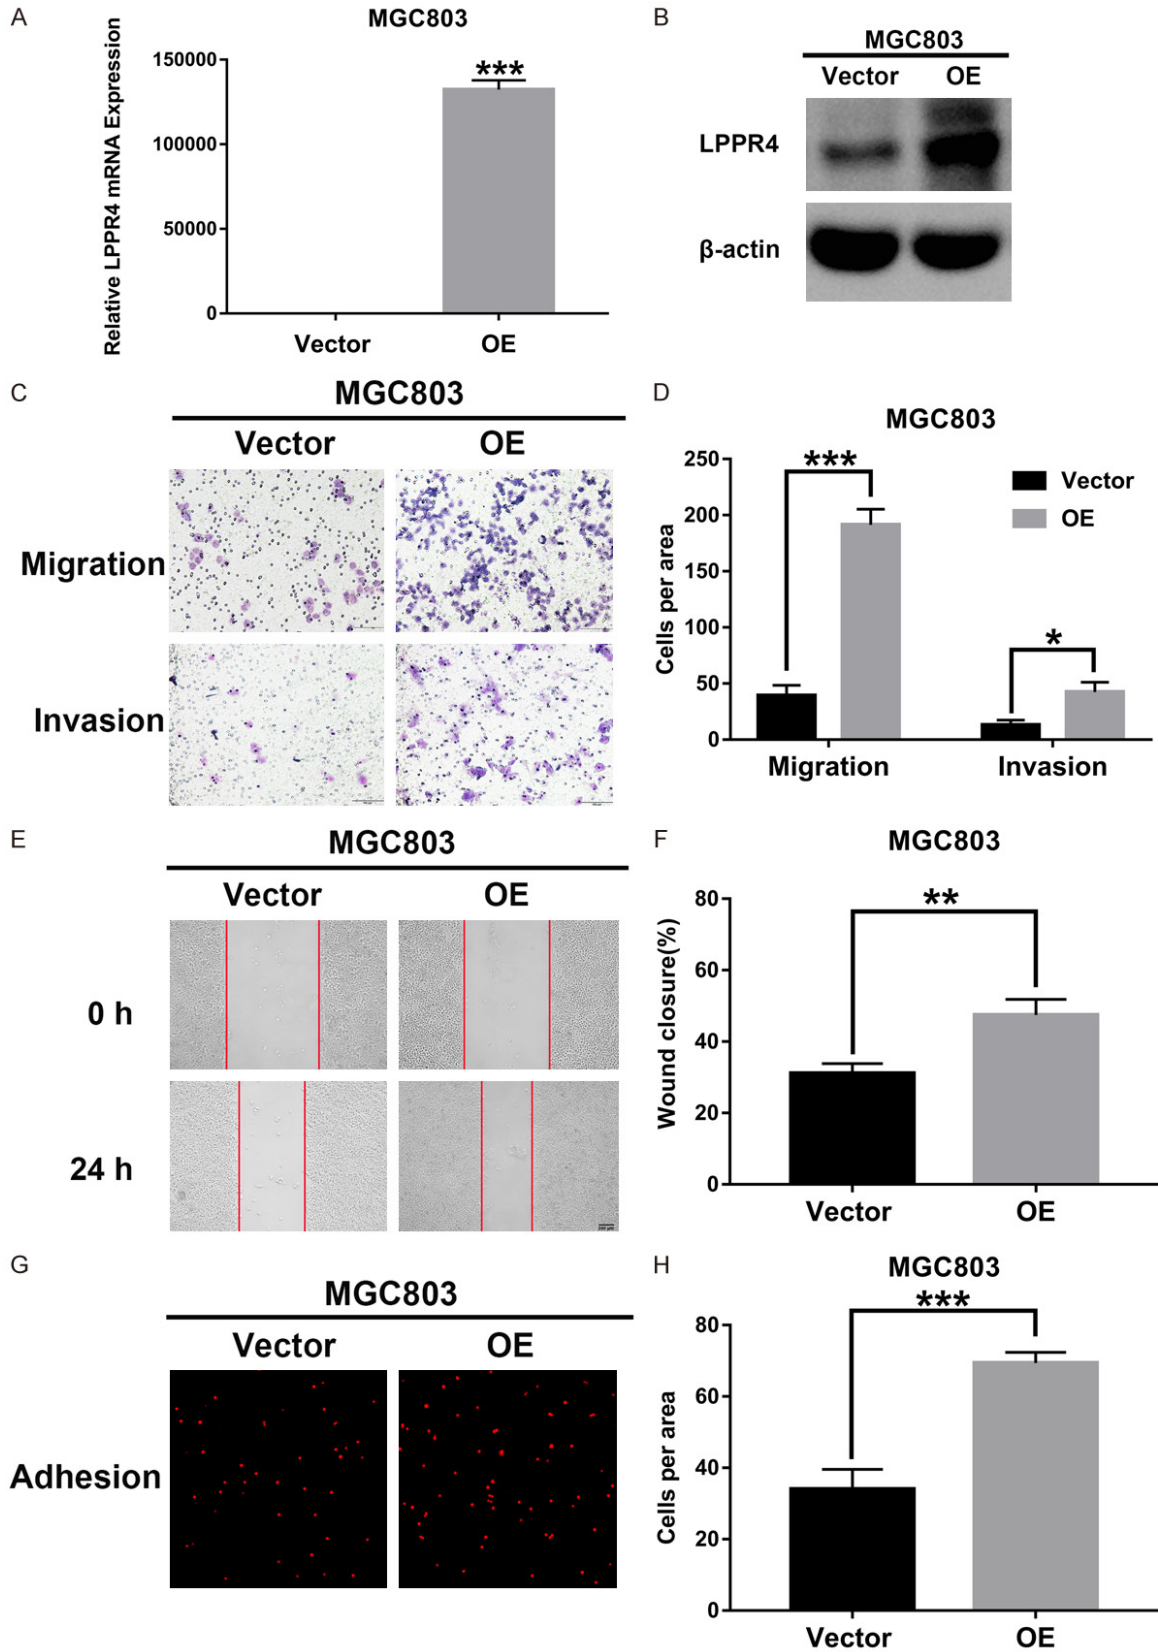 A
MGC803
Relative LPPR4 mRNA Expression
150000
100000
50000
0
***
Vector
OE
B
MGC803
Vector OE
LPPR4
β-actin
C
MGC803
Vector OE
Migration
Invasion
D
MGC803
Cells per area
250
200
150
100
50
0
***
*
Vector
OE
Migration Invasion
E
MGC803
Vector OE
0 h
24 h
F
MGC803
Wound closure(%)
80
60
40
20
0
**
Vector OE
G
MGC803
Vector OE
Adhesion
H
MGC803
Cells per area
80
60
40
20
0
***
Vector OE